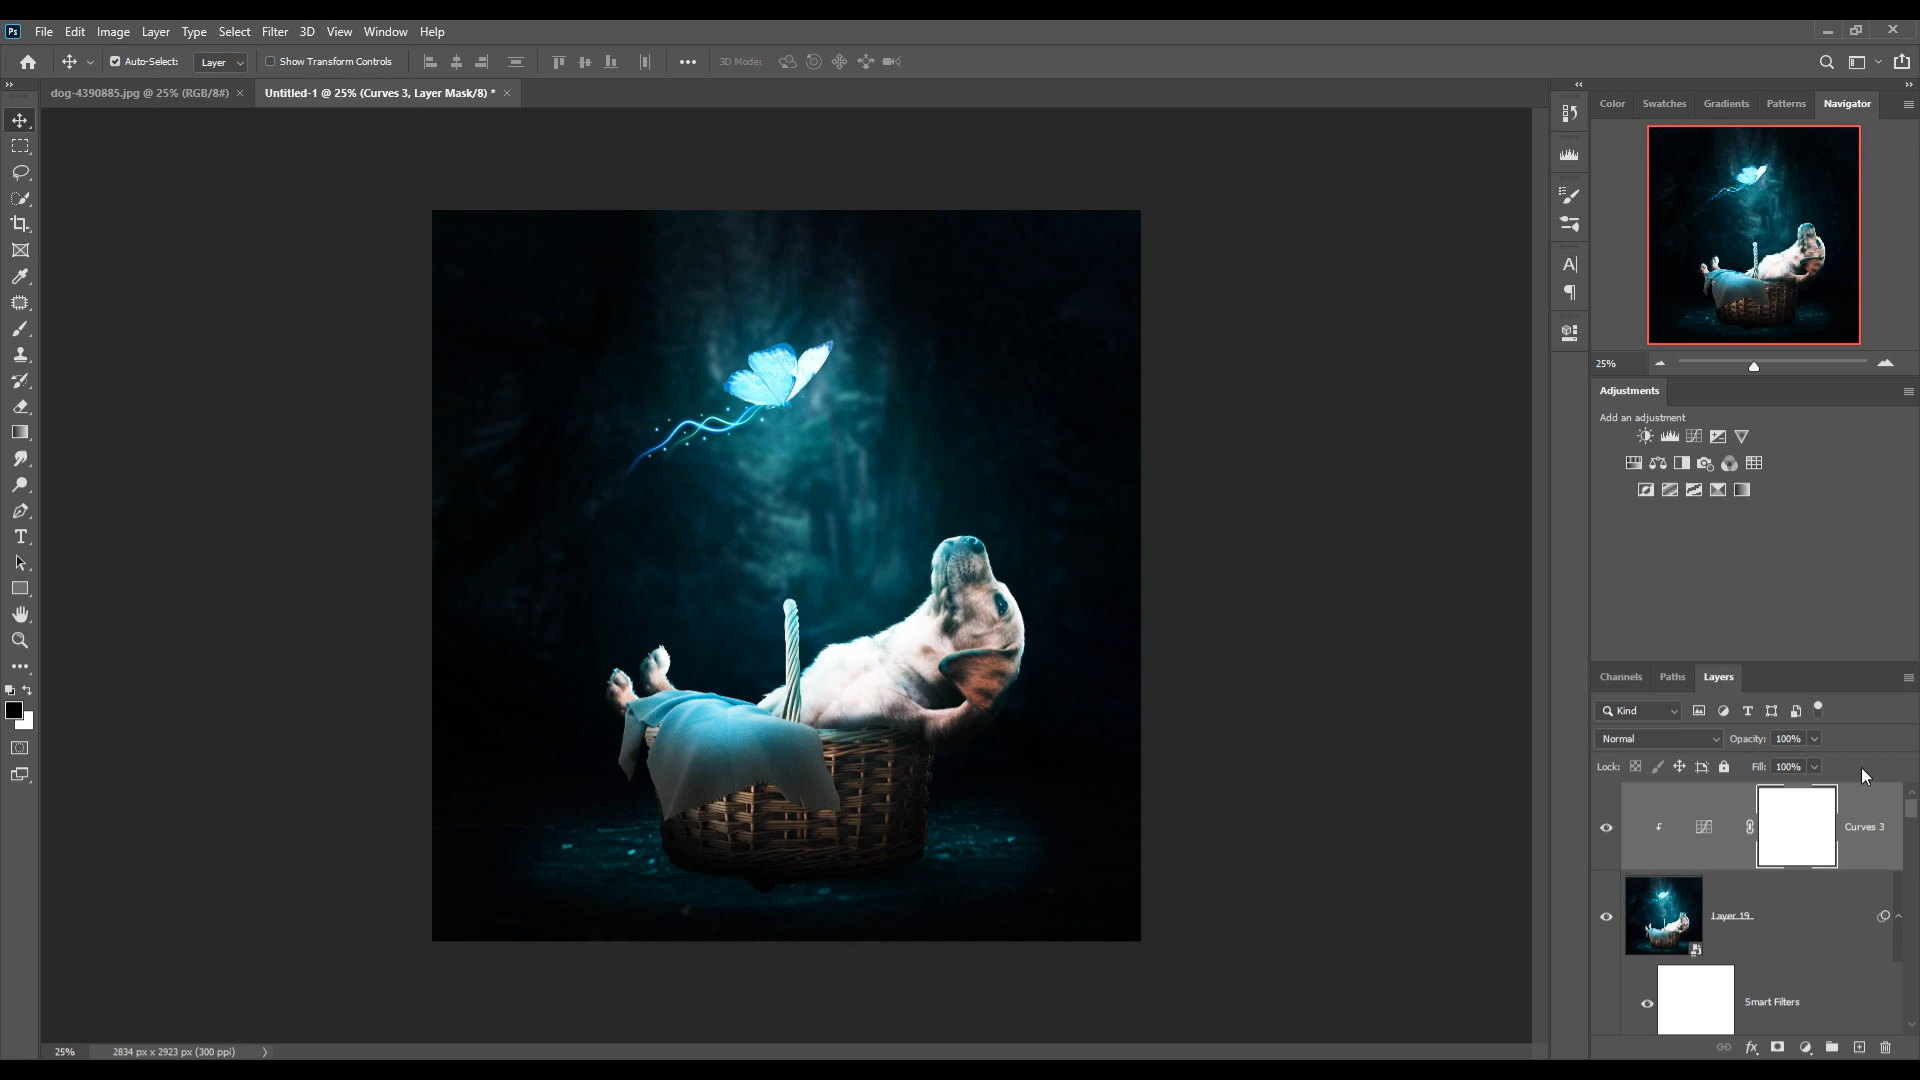 Ps File Edit Image Layer Type Select Filter 3D View Window Help
Auto-Select: Layer Show Transform Controls 3D Mode:
dog-4390885.jpg @ 25% (RGB/8#) × Untitled-1 @ 25% (Curves 3, Layer Mask/8) * ×
Color Swatches Gradients Patterns Navigator
25%
Adjustments
Add an adjustment
Channels Paths Layers
Kind
Normal Opacity: 100%
Lock: Fill: 100%
Curves 3
Layer 19
Smart Filters
25% 2834 px x 2923 px (300 ppi)